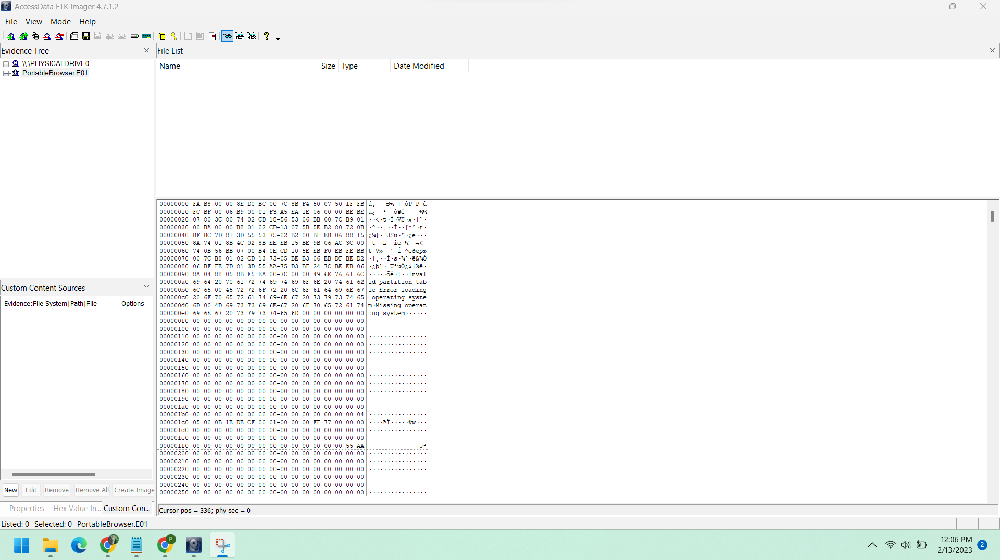 AccessData FTK Imager 4.7.1.2
File View Mode Help
Evidence Tree
\\.\PHYSICALDRIVE0
PortableBrowser.E01
File List
Name Size Type Date Modified
Custom Content Sources
Evidence:File System|Path|File Options
New Edit Remove Remove All Create Image
Properties Hex Value In... Custom Con...
00000000 FA B8 00 00 8E D0 BC 00-7C 8B F4 50 07 50 1F FB ú¸···Ð¼·|·ôP·P·û
00000010 FC BF 00 06 B9 00 01 F3-A5 EA 1E 06 00 00 BE BE ü¿··¹··ó¥ê····¾¾
00000020 07 80 3C 80 74 02 CD 18-56 53 06 BB 00 7C B9 01 ··<·t·Í·VS·»·|¹·
00000030 00 BA 00 00 B8 01 02 CD-13 07 5B 5E B2 80 72 0B ·º··¸··Í··[^²·r·
00000040 BF BC 7D 81 3D 55 53 75-02 B2 00 BF EB 06 88 15 ¿¼}·=USu·²·¿ë···
00000050 8A 74 01 8B 4C 02 8B EE-EB 15 BE 9B 06 AC 3C 00 ·t··L··îë·¾··¬<·
00000060 74 0B 56 BB 07 00 B4 0E-CD 10 5E EB F0 EB FE BB t·V»··´·Í·^ëðëþ»
00000070 00 7C B8 01 02 CD 13 73-05 BE B3 06 EB DF BE D2 ·|¸··Í·s·¾³·ëß¾Ò
00000080 06 BF FE 7D 81 3D 55 AA-75 D3 BF 24 7C BE EB 06 ·¿þ}·=UªuÓ¿$|¾ë·
00000090 8A 04 88 05 8B F5 EA 00-7C 00 00 49 6E 76 61 6C ·····õê·|··Inval
000000a0 69 64 20 70 61 72 74 69-74 69 6F 6E 20 74 61 62 id partition tab
000000b0 6C 65 00 45 72 72 6F 72-20 6C 6F 61 64 69 6E 67 le·Error loading
000000c0 20 6F 70 65 72 61 74 69-6E 67 20 73 79 73 74 65  operating syste
000000d0 6D 00 4D 69 73 73 69 6E-67 20 6F 70 65 72 61 74 m·Missing operat
000000e0 69 6E 67 20 73 79 73 74-65 6D 00 00 00 00 00 00 ing system······
000000f0 00 00 00 00 00 00 00 00-00 00 00 00 00 00 00 00 ················
00000100 00 00 00 00 00 00 00 00-00 00 00 00 00 00 00 00 ················
00000110 00 00 00 00 00 00 00 00-00 00 00 00 00 00 00 00 ················
00000120 00 00 00 00 00 00 00 00-00 00 00 00 00 00 00 00 ················
00000130 00 00 00 00 00 00 00 00-00 00 00 00 00 00 00 00 ················
00000140 00 00 00 00 00 00 00 00-00 00 00 00 00 00 00 00 ················
00000150 00 00 00 00 00 00 00 00-00 00 00 00 00 00 00 00 ················
00000160 00 00 00 00 00 00 00 00-00 00 00 00 00 00 00 00 ················
00000170 00 00 00 00 00 00 00 00-00 00 00 00 00 00 00 00 ················
00000180 00 00 00 00 00 00 00 00-00 00 00 00 00 00 00 00 ················
00000190 00 00 00 00 00 00 00 00-00 00 00 00 00 00 00 00 ················
000001a0 00 00 00 00 00 00 00 00-00 00 00 00 00 00 00 00 ················
000001b0 00 00 00 00 00 00 00 00-00 00 00 00 00 00 00 04 ················
000001c0 05 00 0B 1E DE CF 00 01-00 00 00 FF 77 00 00 00 ····ÞÏ·····ÿw···
000001d0 00 00 00 00 00 00 00 00-00 00 00 00 00 00 00 00 ················
000001e0 00 00 00 00 00 00 00 00-00 00 00 00 00 00 00 00 ················
000001f0 00 00 00 00 00 00 00 00-00 00 00 00 00 00 55 AA ··············Uª
00000200 00 00 00 00 00 00 00 00-00 00 00 00 00 00 00 00 ················
00000210 00 00 00 00 00 00 00 00-00 00 00 00 00 00 00 00 ················
00000220 00 00 00 00 00 00 00 00-00 00 00 00 00 00 00 00 ················
00000230 00 00 00 00 00 00 00 00-00 00 00 00 00 00 00 00 ················
00000240 00 00 00 00 00 00 00 00-00 00 00 00 00 00 00 00 ················
00000250 00 00 00 00 00 00 00 00-00 00 00 00 00 00 00 00 ················
Cursor pos = 336; phy sec = 0
Listed: 0 Selected: 0 PortableBrowser.E01
P
12:06 PM
2/13/2023
2